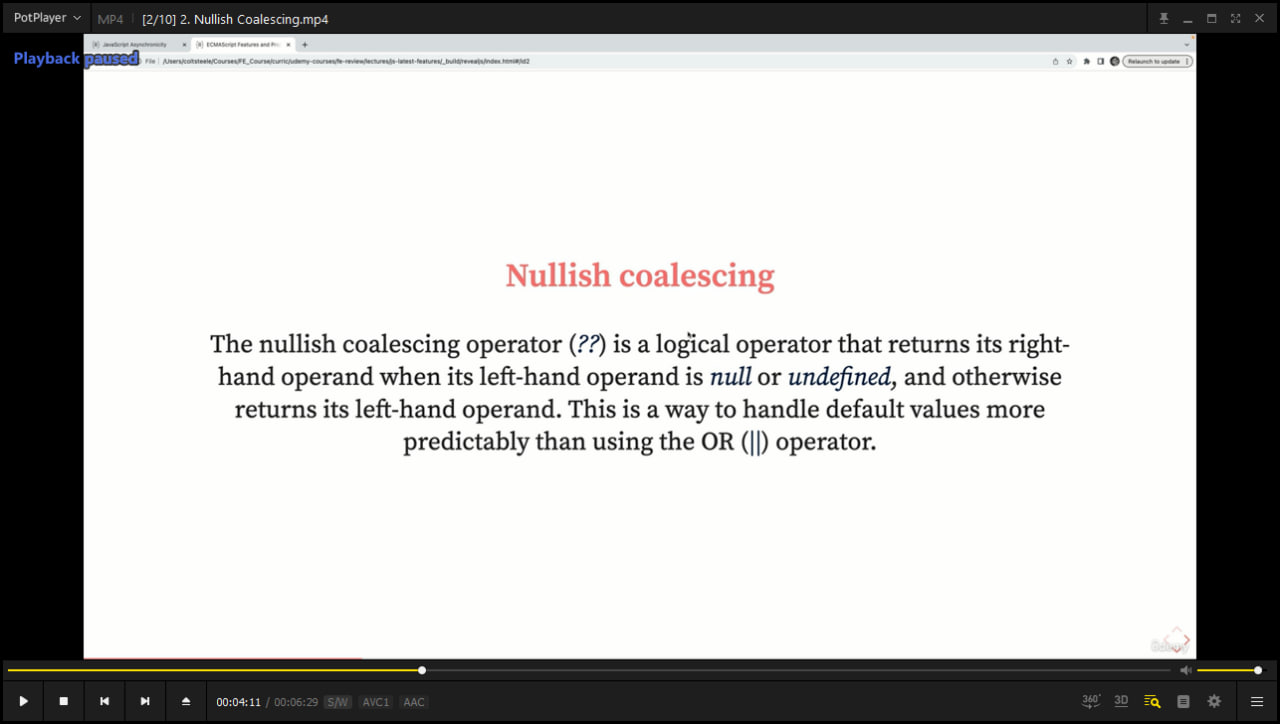 PotPlayer
MP4
[2/10] 2. Nullish Coalescing.mp4
Playback paused
JavaScript Asynchronicity
ECMAScript Features and Pro
File
/Users/coltsteele/Courses/FE_Course/curric/udemy-courses/fe-review/lectures/js-latest-features/_build/revealjs/index.html#/id2
Relaunch to update
Nullish coalescing
The nullish coalescing operator (??) is a logical operator that returns its right-
hand operand when its left-hand operand is null or undefined, and otherwise
returns its left-hand operand. This is a way to handle default values more
predictably than using the OR (||) operator.
Udemy
00:04:11 / 00:06:29 S/W AVC1 AAC
360°
3D